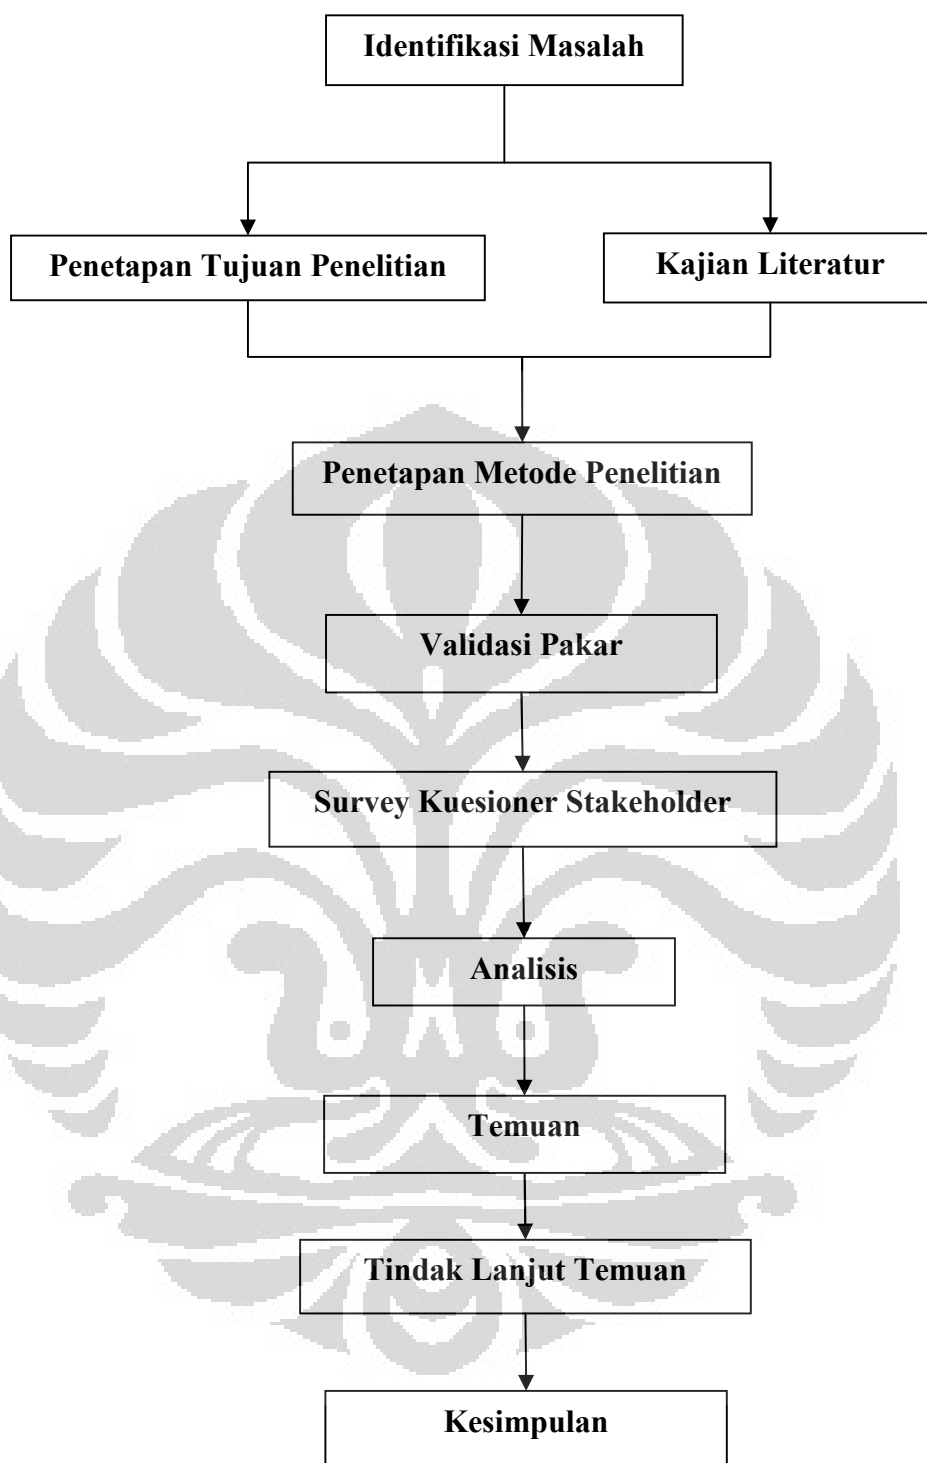 Identifikasi Masalah
Penetapan Tujuan Penelitian
Kajian Literatur
Penetapan Metode Penelitian
Validasi Pakar
Survey Kuesioner Stakeholder
Analisis
Temuan
Tindak Lanjut Temuan
Kesimpulan